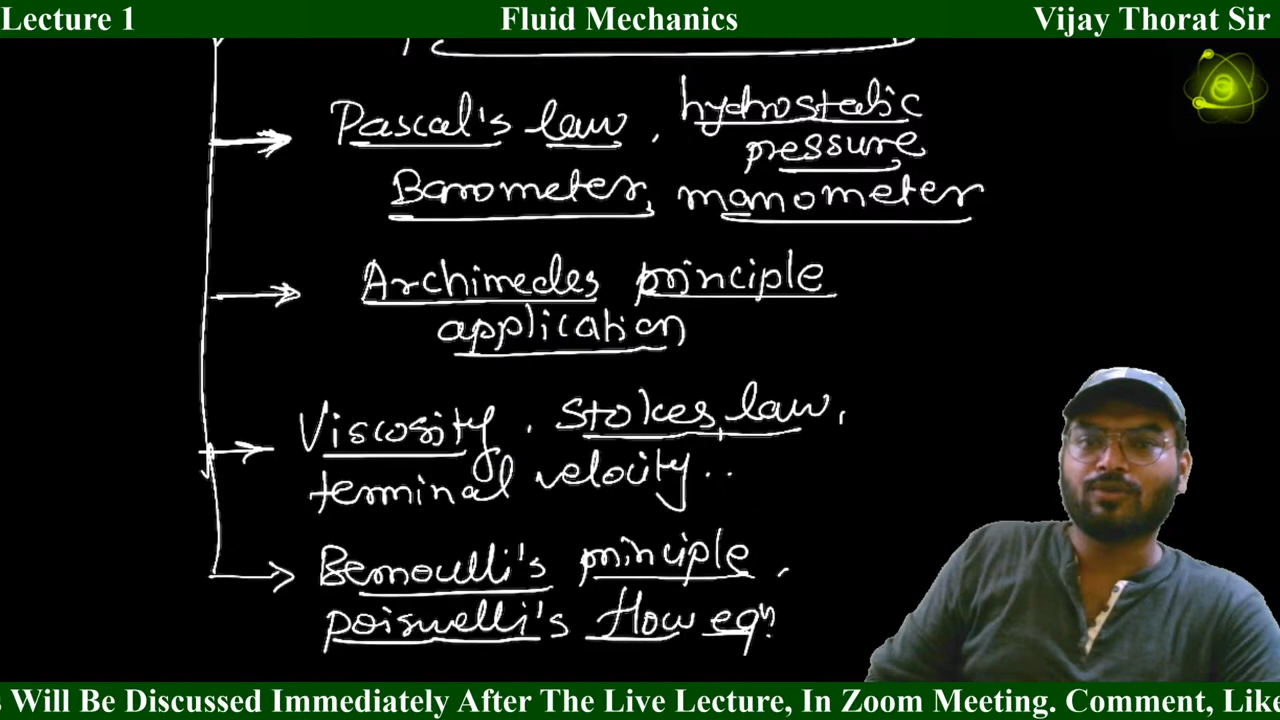 Lecture 1
Fluid Mechanics
Vijay Thorat Sir
Pascal's law, hydrostatic
pressure
Barometer, manometer
Archimedes principle
application
Viscosity, Stokes law,
terminal velocity..
Bernoulli's principle,
poiswelli's flow eqⁿ.
s Will Be Discussed Immediately After The Live Lecture, In Zoom Meeting. Comment, Like